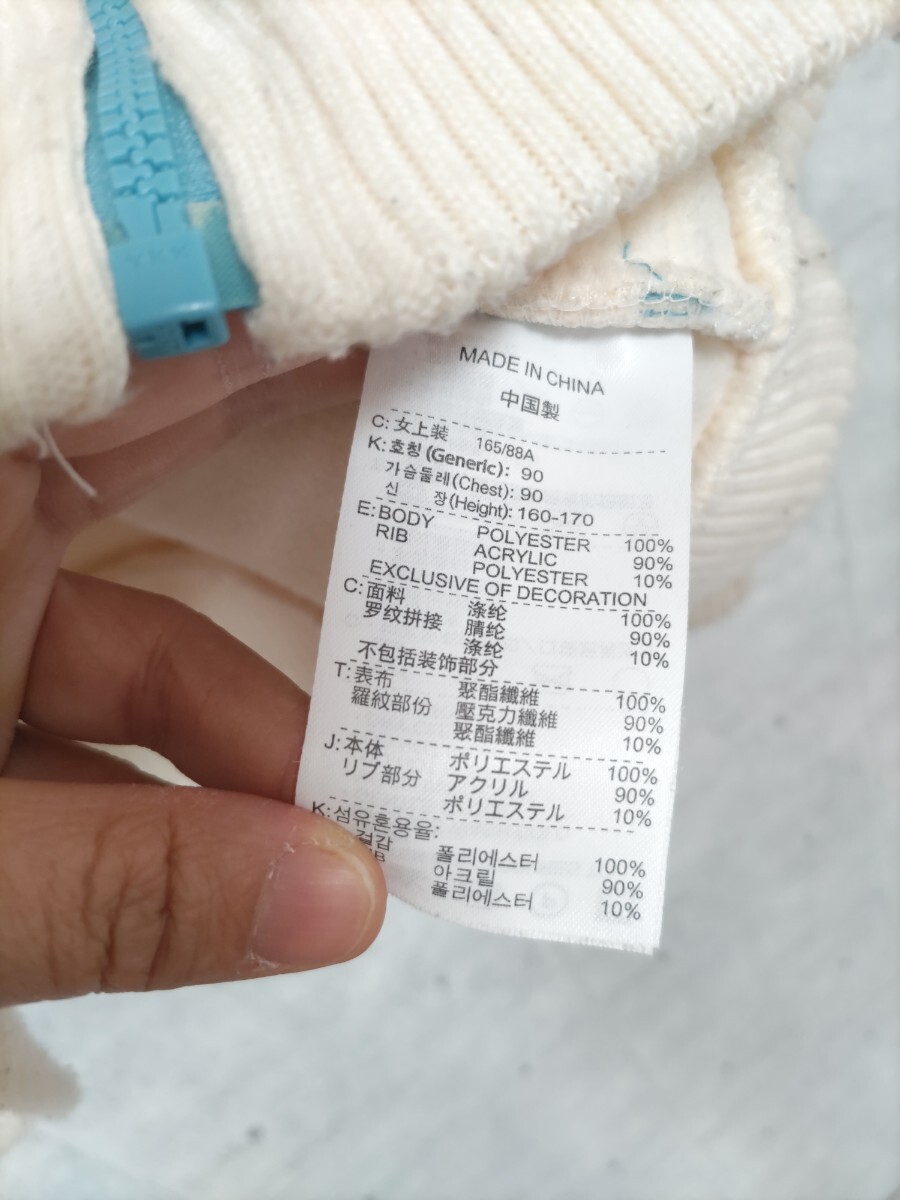 MADE IN CHINA
中国製
C: 女上装 165/88A
K: 호칭 (Generic): 90
가슴둘레(Chest): 90
신 장(Height): 160-170
E: BODY POLYESTER 100%
RIB ACRYLIC 90%
POLYESTER 10%
EXCLUSIVE OF DECORATION
C: 面料 涤纶 100%
罗纹拼接 腈纶 90%
涤纶 10%
不包括装饰部分
T: 表布 聚酯纖維 100%
羅紋部份 壓克力纖維 90%
聚酯纖維 10%
J: 本体 ポリエステル 100%
リブ部分 アクリル 90%
ポリエステル 10%
K: 섬유혼용율:
겉감 폴리에스터 100%
아크릴 90%
폴리에스터 10%